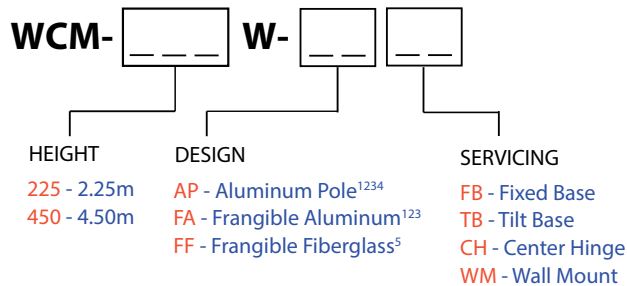 WCM- _ _ _ W- _ _ _ _
HEIGHT
225 - 2.25m
450 - 4.50m
DESIGN
AP - Aluminum Pole¹²³⁴
FA - Frangible Aluminum¹²³
FF - Frangible Fiberglass⁵
SERVICING
FB - Fixed Base
TB - Tilt Base
CH - Center Hinge
WM - Wall Mount